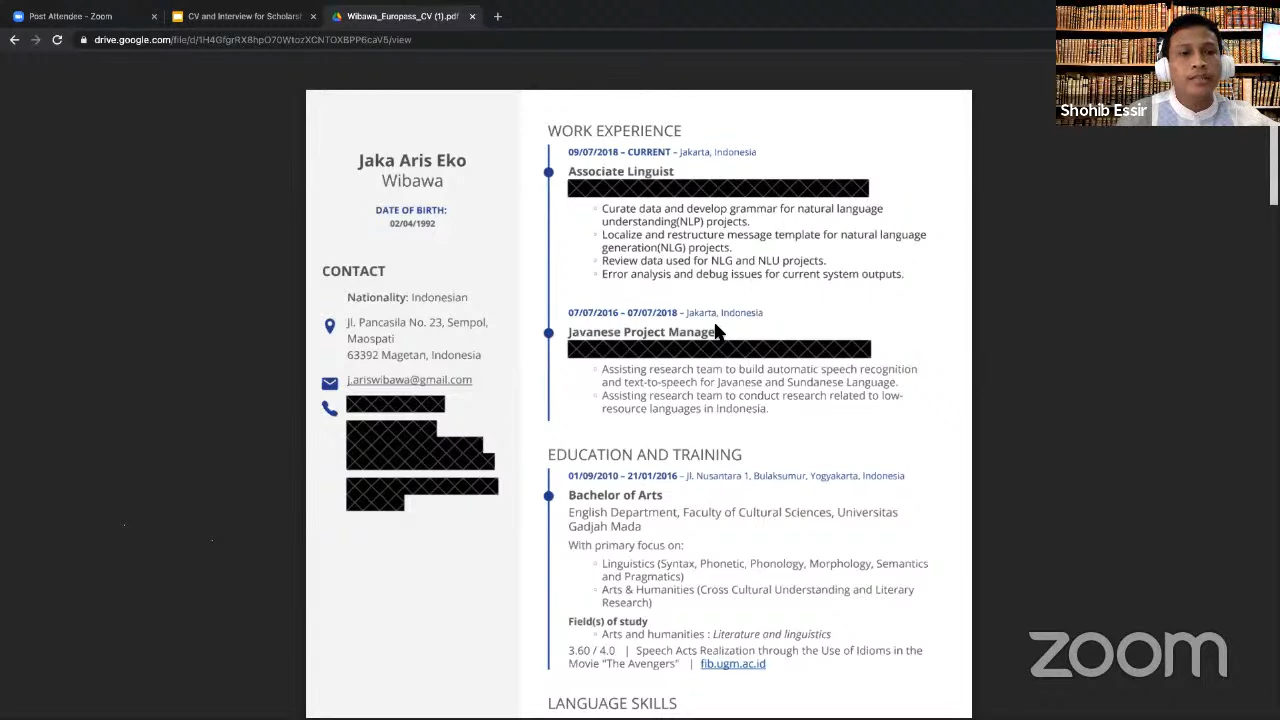 Post Attendee - Zoom
CV and Interview for Scholarsh
Wibawa_Europass_CV (1).pdf
drive.google.com/file/d/1H4GfgrRX8hpO70WtozXCNTOXBPP6caV5/view
Shohib Essir
Jaka Aris Eko
Wibawa
DATE OF BIRTH:
02/04/1992
CONTACT
Nationality: Indonesian
Jl. Pancasila No. 23, Sempol,
Maospati
63392 Magetan, Indonesia
j.ariswibawa@gmail.com
WORK EXPERIENCE
09/07/2018 – CURRENT – Jakarta, Indonesia
Associate Linguist
Curate data and develop grammar for natural language
understanding(NLP) projects.
Localize and restructure message template for natural language
generation(NLG) projects.
Review data used for NLG and NLU projects.
Error analysis and debug issues for current system outputs.
07/07/2016 – 07/07/2018 – Jakarta, Indonesia
Javanese Project Manage
Assisting research team to build automatic speech recognition
and text-to-speech for Javanese and Sundanese Language.
Assisting research team to conduct research related to low-
resource languages in Indonesia.
EDUCATION AND TRAINING
01/09/2010 – 21/01/2016 – Jl. Nusantara 1, Bulaksumur, Yogyakarta, Indonesia
Bachelor of Arts
English Department, Faculty of Cultural Sciences, Universitas
Gadjah Mada
With primary focus on:
Linguistics (Syntax, Phonetic, Phonology, Morphology, Semantics
and Pragmatics)
Arts & Humanities (Cross Cultural Understanding and Literary
Research)
Field(s) of study
Arts and humanities : Literature and linguistics
3.60 / 4.0 | Speech Acts Realization through the Use of Idioms in the
Movie "The Avengers" | fib.ugm.ac.id
LANGUAGE SKILLS
zoom